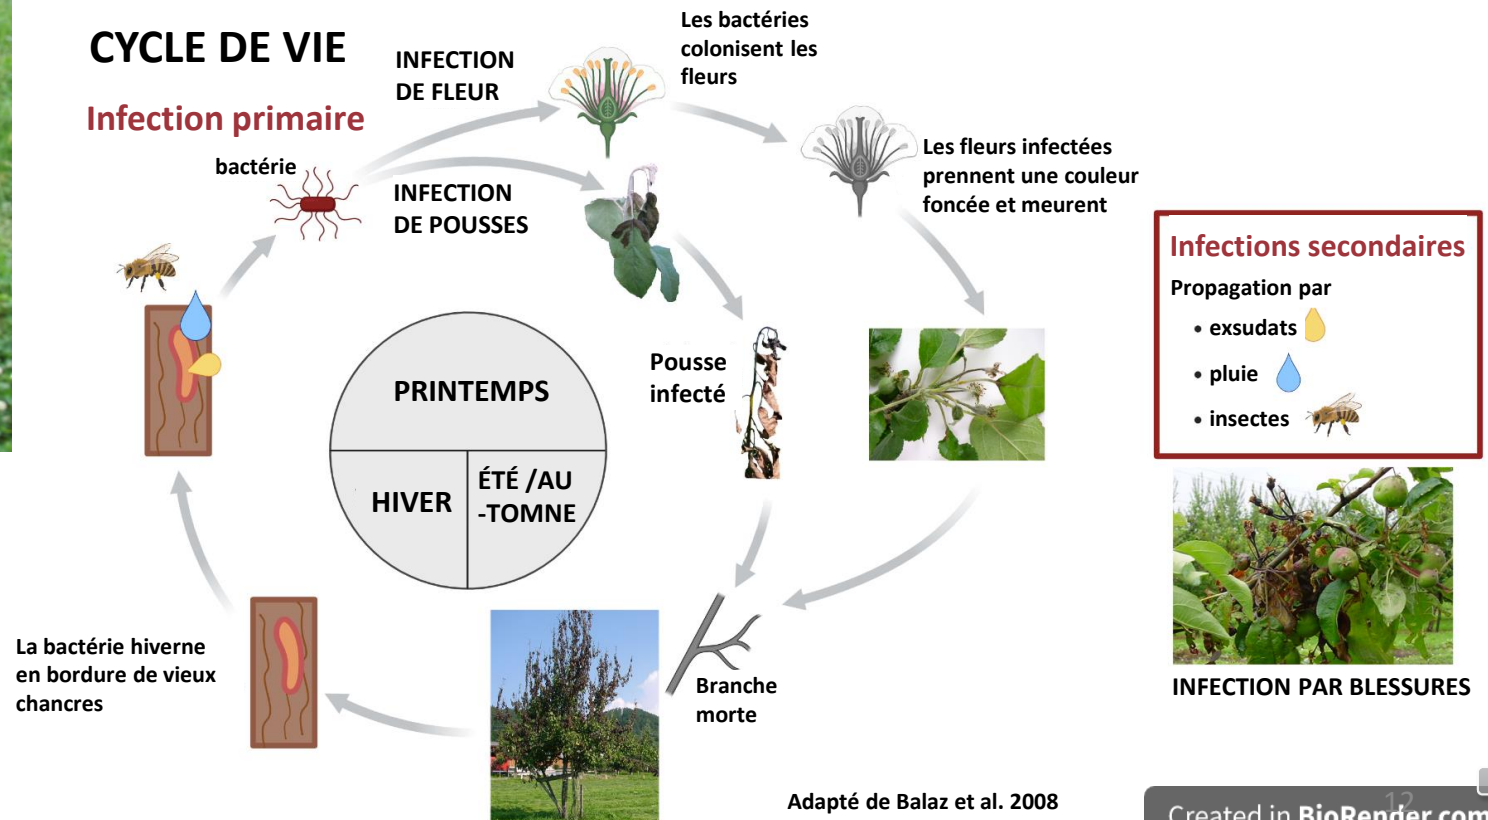 CYCLE DE VIE
Infection primaire
bactérie
INFECTION
DE FLEUR
INFECTION
DE POUSSES
Les bactéries
colonisent les
fleurs
Les fleurs infectées
prennent une couleur
foncée et meurent
Pousse
infecté
PRINTEMPS
HIVER
ÉTÉ /AU
-TOMNE
La bactérie hiverne
en bordure de vieux
chancres
Branche
morte
Infections secondaires
Propagation par
• exsudats
• pluie
• insectes
INFECTION PAR BLESSURES
Adapté de Balaz et al. 2008
Created in BioRender.com
12